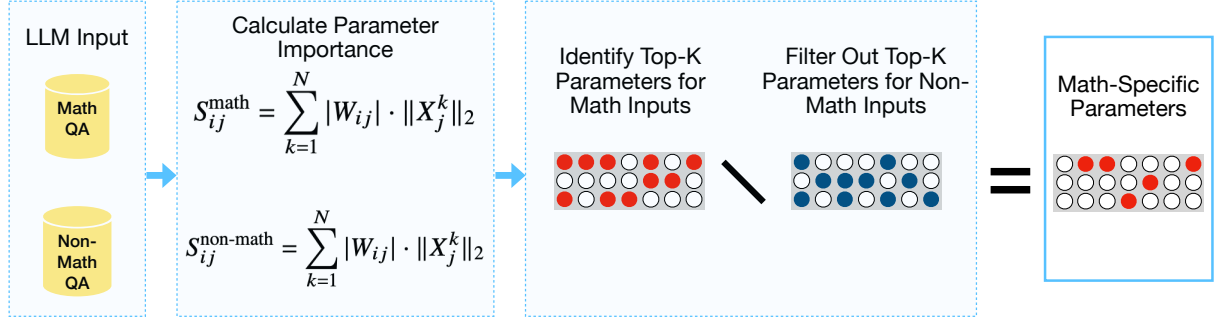 LLM Input
Math
QA
Non-
Math
QA
Calculate Parameter
Importance
S_{ij}^{math} = \sum_{k=1}^{N} |W_{ij}| · ‖X_j^k‖_2
S_{ij}^{non-math} = \sum_{k=1}^{N} |W_{ij}| · ‖X_j^k‖_2
Identify Top-K
Parameters for
Math Inputs
\
Filter Out Top-K
Parameters for Non-
Math Inputs
=
Math-Specific
Parameters